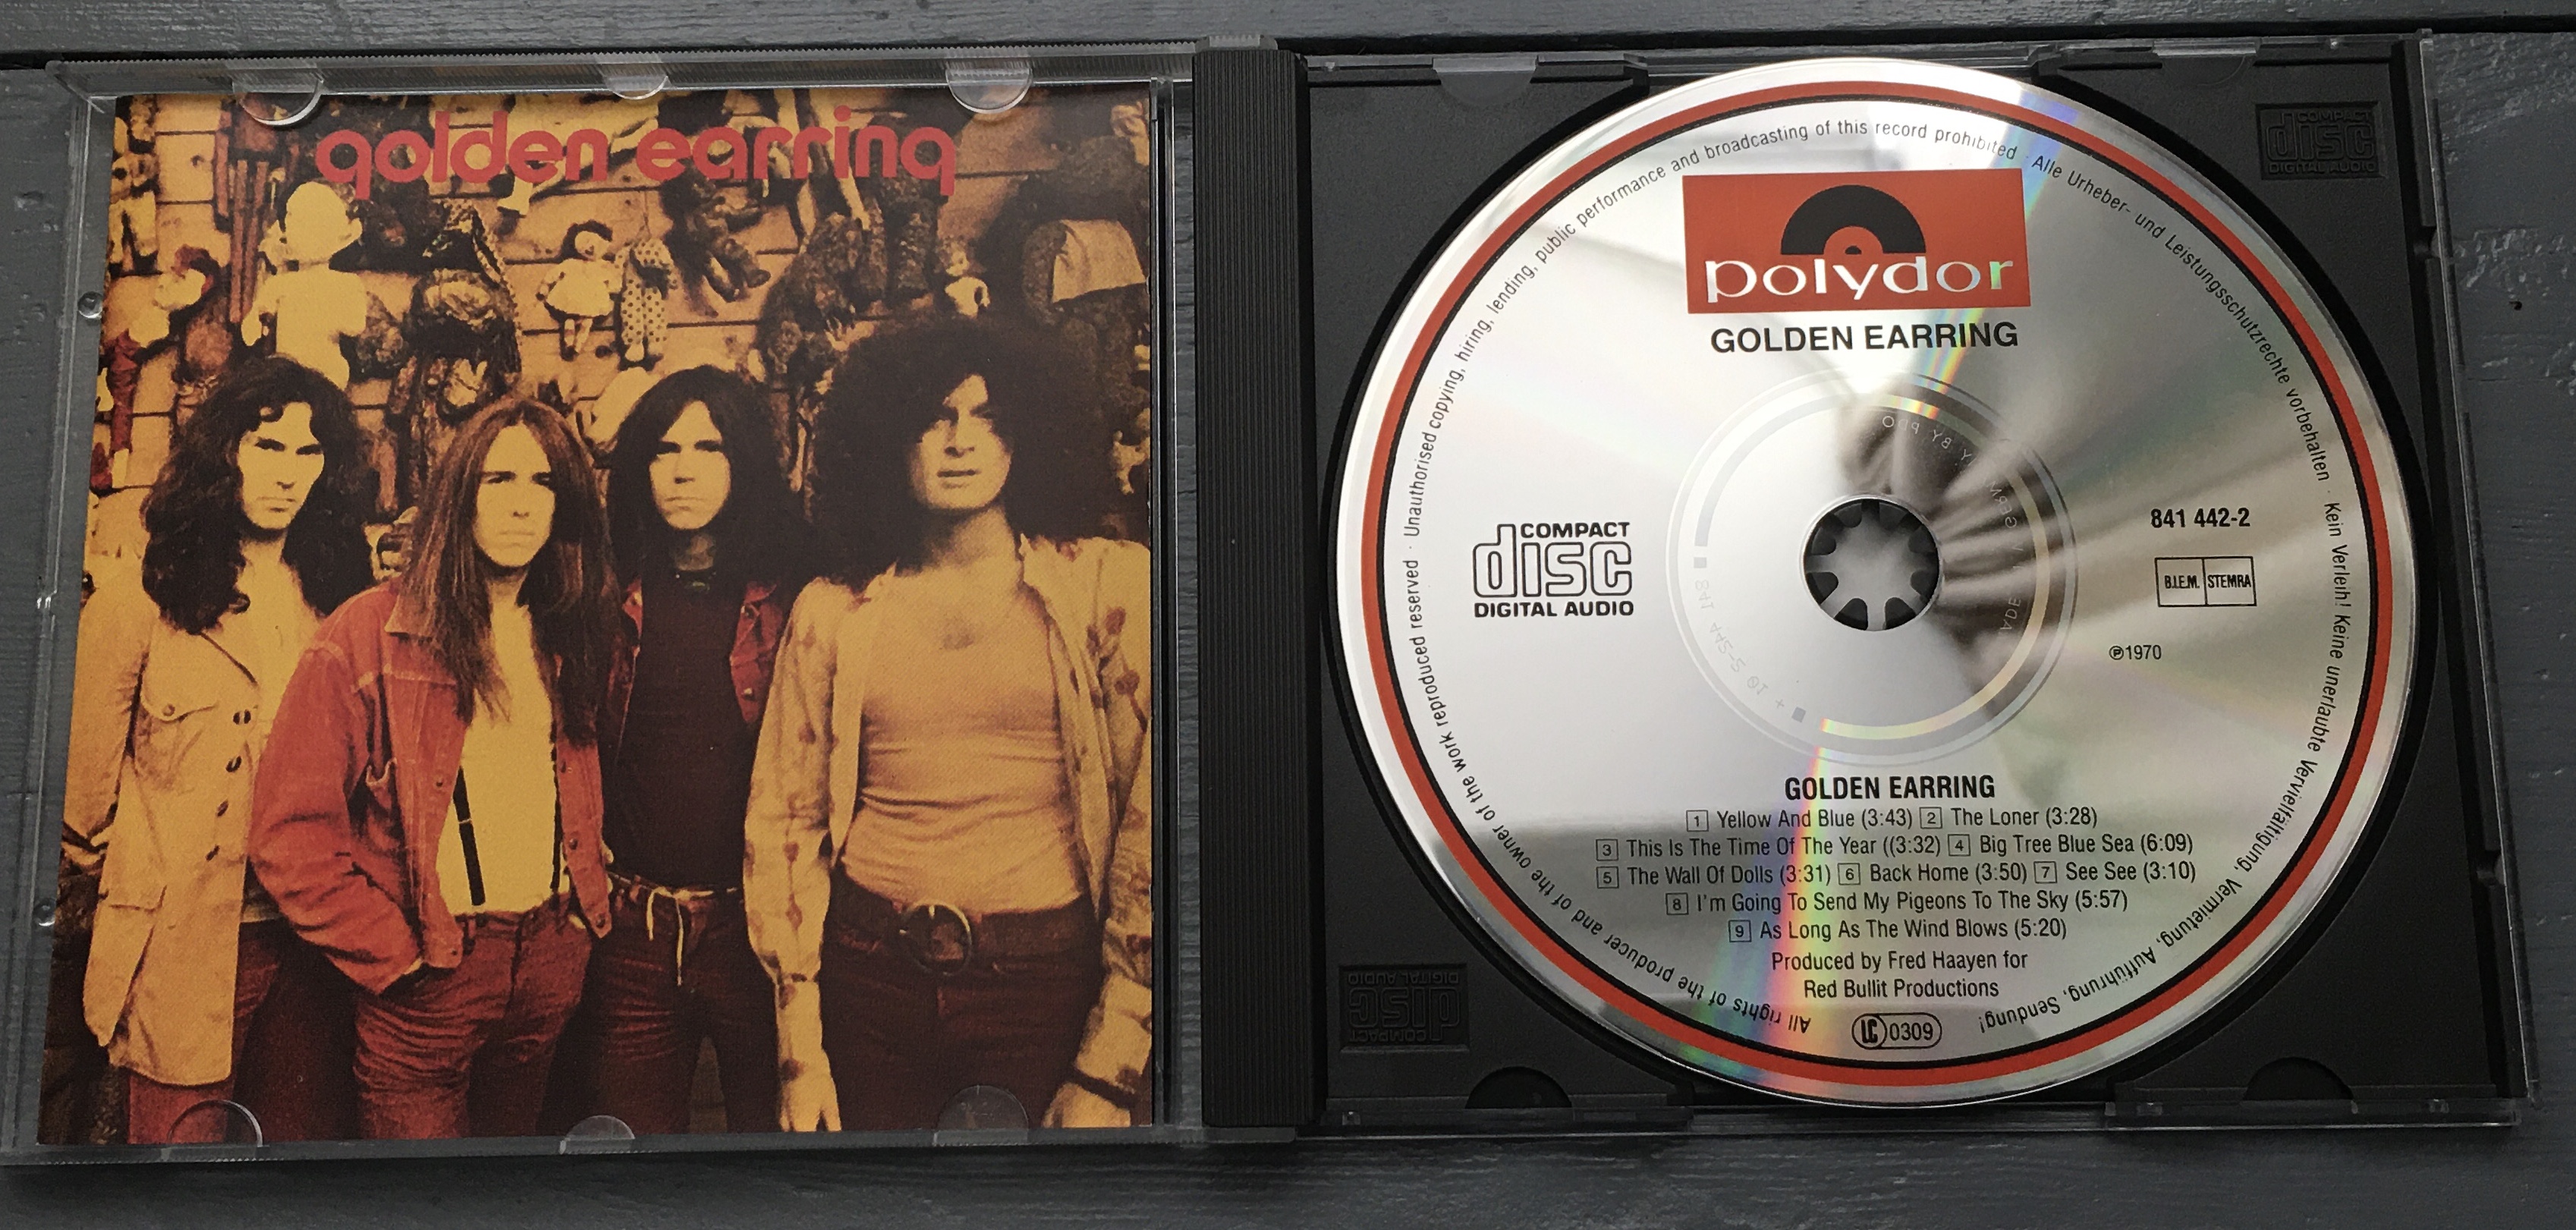 golden earring
COMPACT
disc
DIGITAL AUDIO
polydor
GOLDEN EARRING
All rights of the producer and of the owner of the work reproduced reserved · Unauthorised copying, hiring, lending, public performance and broadcasting of this record prohibited · Alle Urheber- und Leistungsschutzrechte vorbehalten · Kein Verleih! Keine unerlaubte Vervielfältigung, Vermietung, Aufführung, Sendung!
COMPACT
disc
DIGITAL AUDIO
841 442-2
B.I.E.M. STEMRA
℗1970
GOLDEN EARRING
1 Yellow And Blue (3:43) 2 The Loner (3:28)
3 This Is The Time Of The Year ((3:32) 4 Big Tree Blue Sea (6:09)
5 The Wall Of Dolls (3:31) 6 Back Home (3:50) 7 See See (3:10)
8 I'm Going To Send My Pigeons To The Sky (5:57)
9 As Long As The Wind Blows (5:20)
Produced by Fred Haayen for
Red Bullit Productions
LC 0309
COMPACT
disc
DIGITAL AUDIO